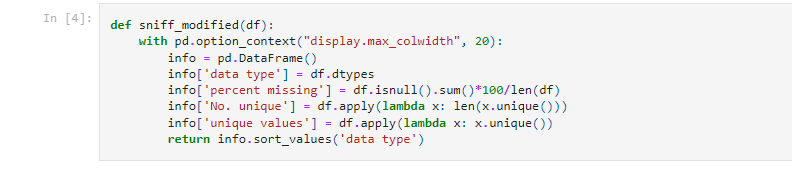 In [4]:
def sniff_modified(df):
    with pd.option_context("display.max_colwidth", 20):
        info = pd.DataFrame()
        info['data type'] = df.dtypes
        info['percent missing'] = df.isnull().sum()*100/len(df)
        info['No. unique'] = df.apply(lambda x: len(x.unique()))
        info['unique values'] = df.apply(lambda x: x.unique())
        return info.sort_values('data type')